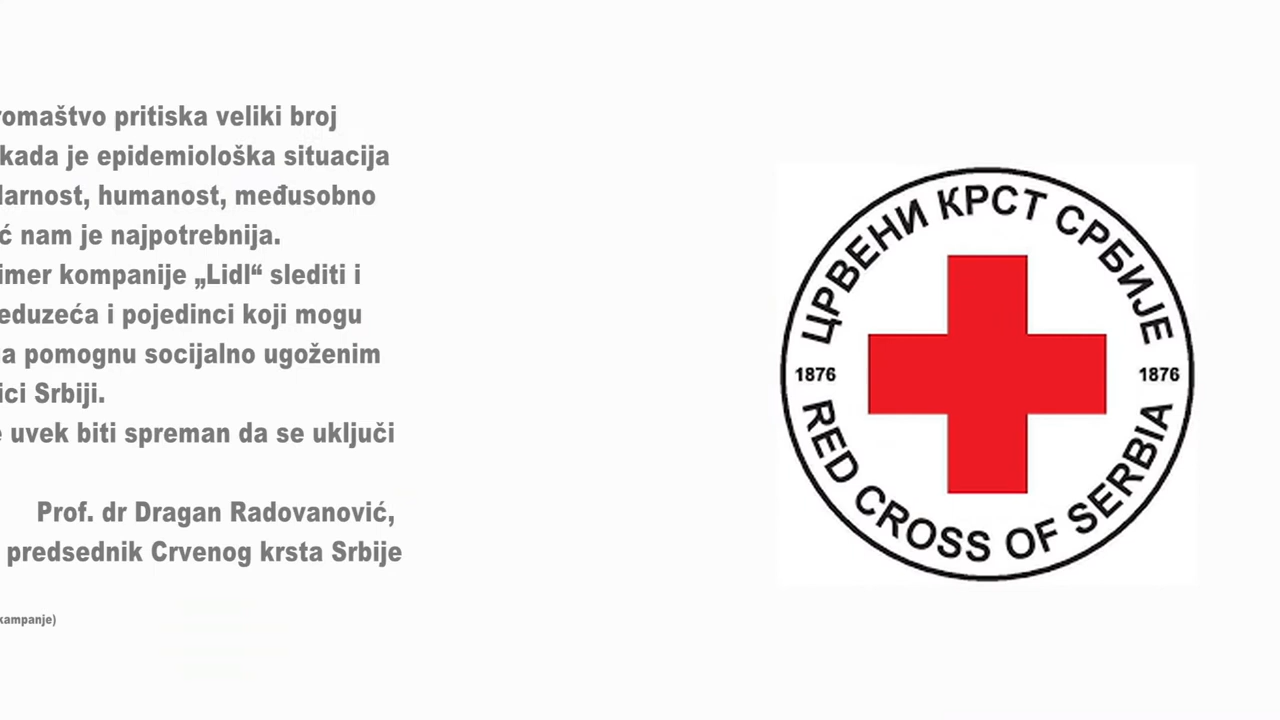 romaštvo pritiska veliki broj
kada je epidemiološka situacija
darnost, humanost, međusobno
ć nam je najpotrebnija.
imer kompanije „Lidl“ slediti i
eduzeća i pojedinci koji mogu
a pomognu socijalno ugoženim
ici Srbiji.
e uvek biti spreman da se uključi
Prof. dr Dragan Radovanović,
predsednik Crvenog krsta Srbije
kampanje)
ЦРВЕНИ КРСТ СРБИЈЕ
1876 1876
RED CROSS OF SERBIA